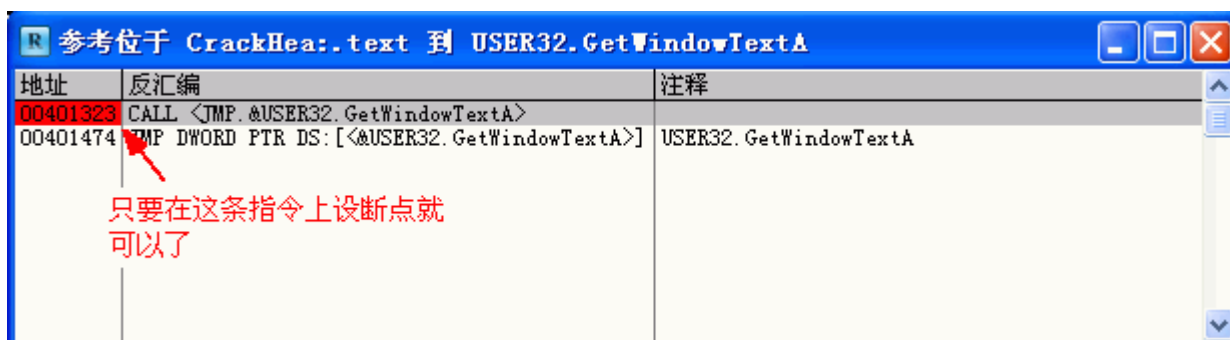 R 参考位于 CrackHea:.text 到 USER32.GetWindowTextA
地址 反汇编 注释
00401323 CALL <JMP.&USER32.GetWindowTextA>
00401474 JMP DWORD PTR DS:[<&USER32.GetWindowTextA>] USER32.GetWindowTextA
只要在这条指令上设断点就
可以了